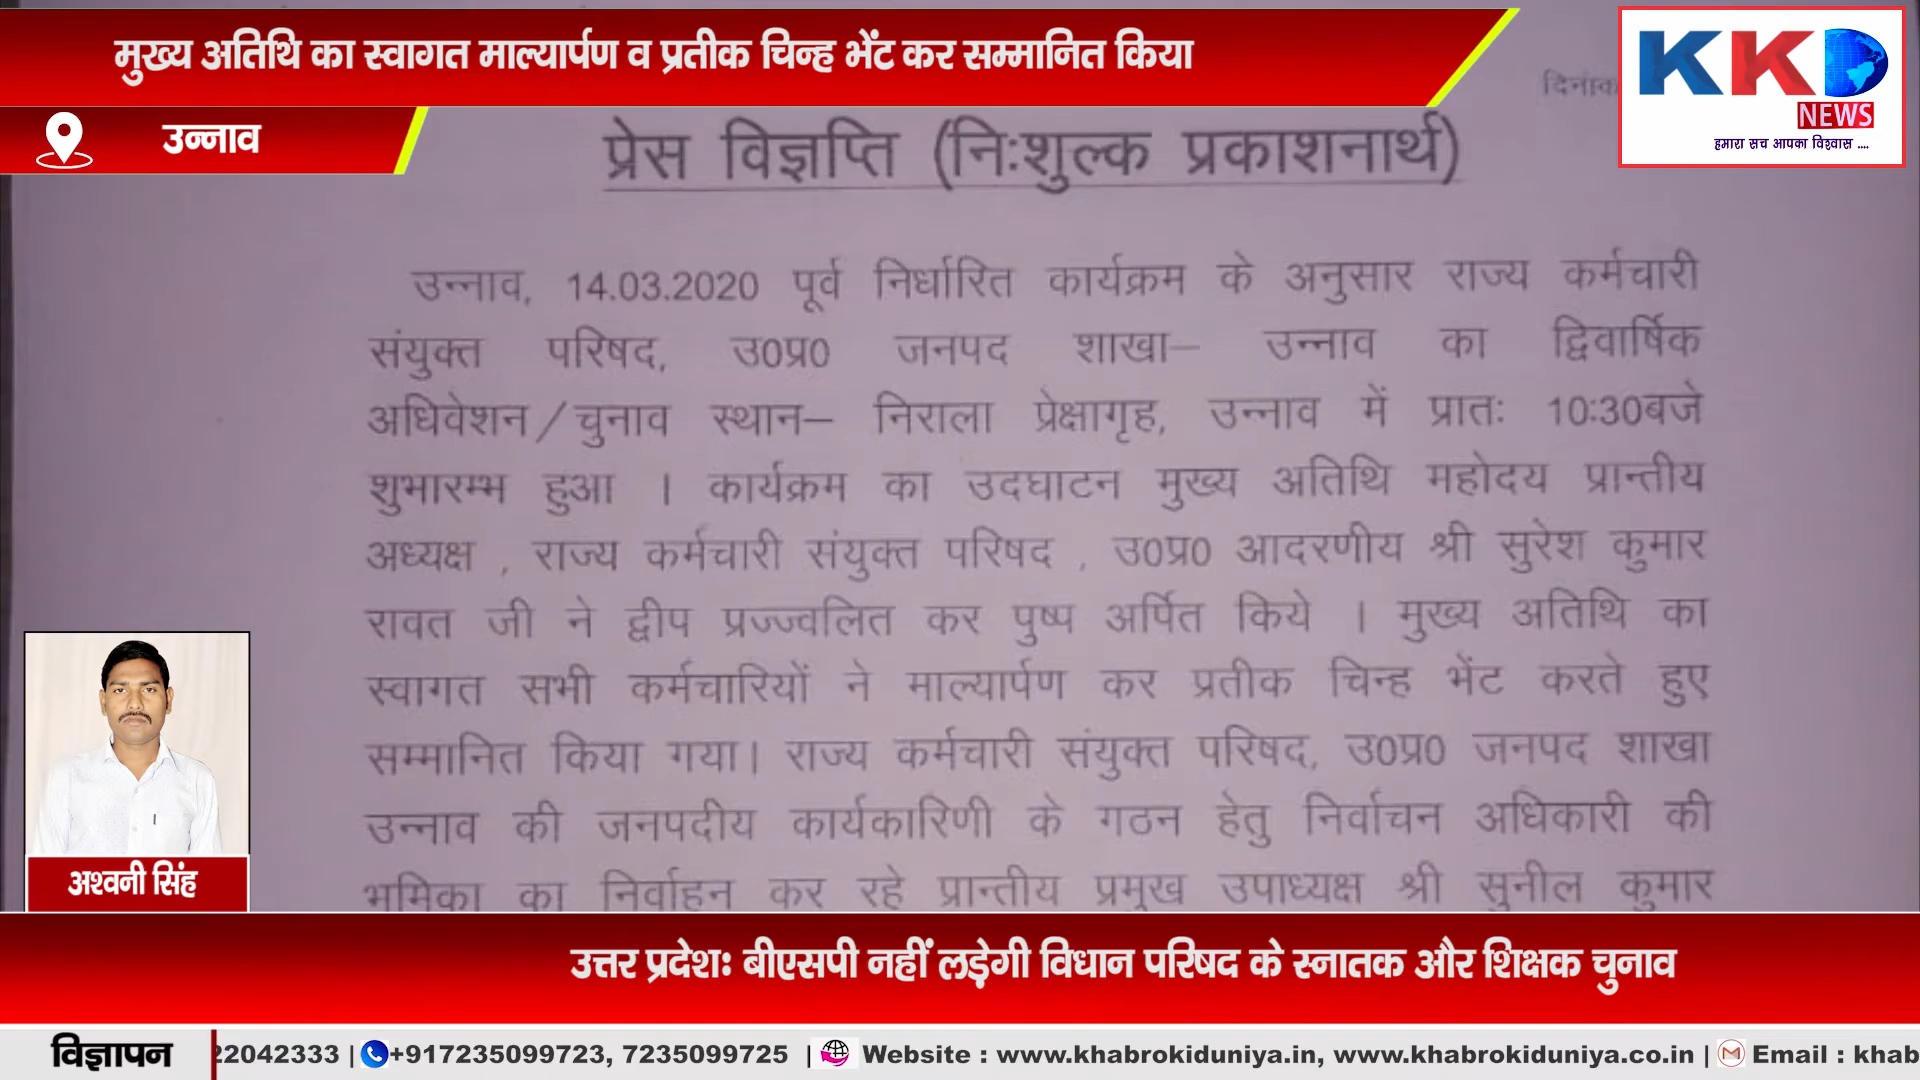 मुख्य अतिथि का स्वागत माल्यार्पण व प्रतीक चिन्ह भेंट कर सम्मानित किया
KKD
NEWS
हमारा सच आपका विश्वास ....
उन्नाव
प्रेस विज्ञप्ति (निःशुल्क प्रकाशनार्थ)
उन्नाव, 14.03.2020 पूर्व निर्धारित कार्यक्रम के अनुसार राज्य कर्मचारी
संयुक्त परिषद, उ0प्र0 जनपद शाखा– उन्नाव का द्विवार्षिक
अधिवेशन/चुनाव स्थान– निराला प्रेक्षागृह, उन्नाव में प्रातः 10:30बजे
शुभारम्भ हुआ । कार्यक्रम का उदघाटन मुख्य अतिथि महोदय प्रान्तीय
अध्यक्ष , राज्य कर्मचारी संयुक्त परिषद , उ0प्र0 आदरणीय श्री सुरेश कुमार
रावत जी ने द्वीप प्रज्ज्वलित कर पुष्प अर्पित किये । मुख्य अतिथि का
स्वागत सभी कर्मचारियों ने माल्यार्पण कर प्रतीक चिन्ह भेंट करते हुए
सम्मानित किया गया। राज्य कर्मचारी संयुक्त परिषद, उ0प्र0 जनपद शाखा
उन्नाव की जनपदीय कार्यकारिणी के गठन हेतु निर्वाचन अधिकारी की
भूमिका का निर्वाहन कर रहे प्रान्तीय प्रमुख उपाध्यक्ष श्री सुनील कुमार
अश्वनी सिंह
उत्तर प्रदेशः बीएसपी नहीं लड़ेगी विधान परिषद के स्नातक और शिक्षक चुनाव
विज्ञापन 22042333 | +917235099723, 7235099725 | Website : www.khabrokiduniya.in, www.khabrokiduniya.co.in | Email : khab